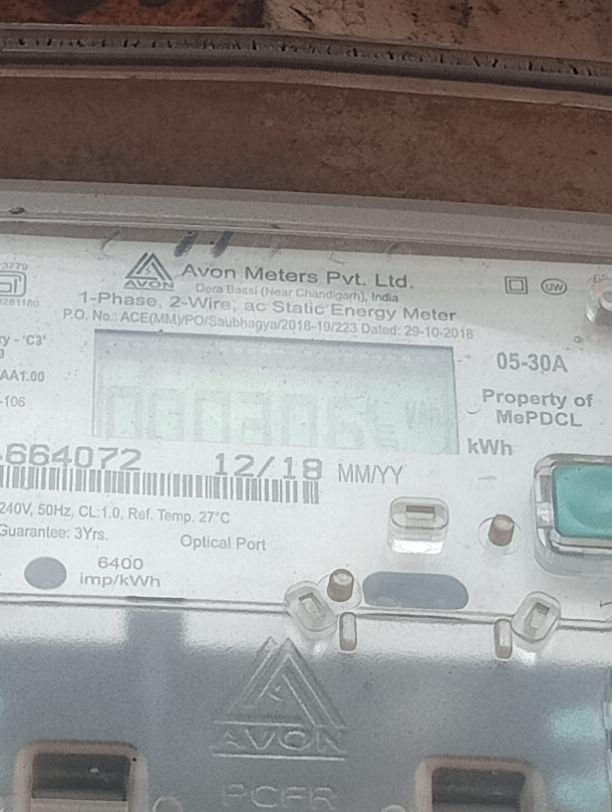 Avon Meters Pvt. Ltd.
AVON
Dera Bassi (Near Chandigarh), India
1-Phase, 2-Wire, ac Static Energy Meter
P.O. No.: ACE(MM)/PO/Saubhagya/2018-19/223 Dated: 29-10-2018
UW
05-30A
Property of
MePDCL
kWh
664072
12/18 MM/YY
240V, 50Hz, CL:1.0, Ref. Temp. 27°C
Guarantee: 3Yrs.
Optical Port
6400
imp/kWh
AVON